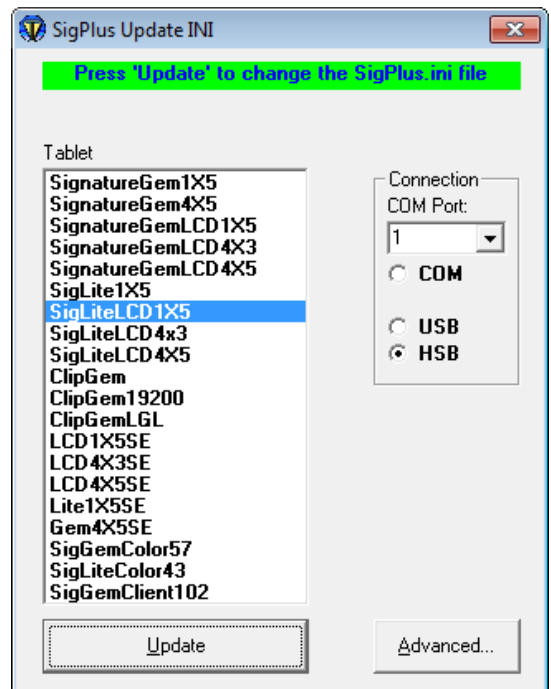 SigPlus Update INI
Press 'Update' to change the SigPlus.ini file
Tablet
SignatureGem1X5
SignatureGem4X5
SignatureGemLCD1X5
SignatureGemLCD4X3
SignatureGemLCD4X5
SigLite1X5
SigLiteLCD1X5
SigLiteLCD4x3
SigLiteLCD4X5
ClipGem
ClipGem19200
ClipGemLGL
LCD1X5SE
LCD4X3SE
LCD4X5SE
Lite1X5SE
Gem4X5SE
SigGemColor57
SigLiteColor43
SigGemClient102
Connection
COM Port:
1
COM
USB
HSB
Update
Advanced...